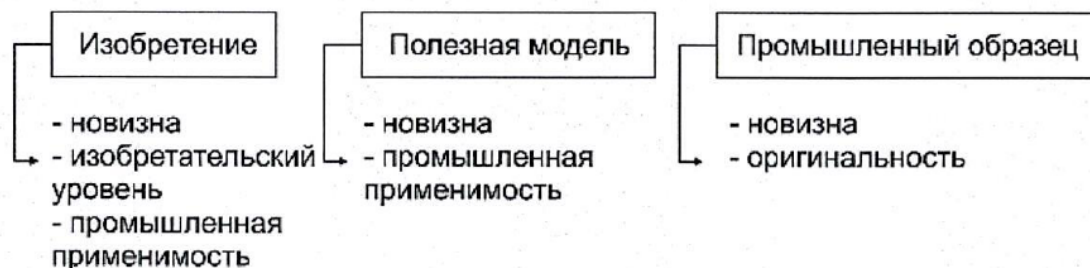 Изобретение
- новизна
- изобретательский
уровень
- промышленная
применимость
Полезная модель
- новизна
- промышленная
применимость
Промышленный образец
- новизна
- оригинальность